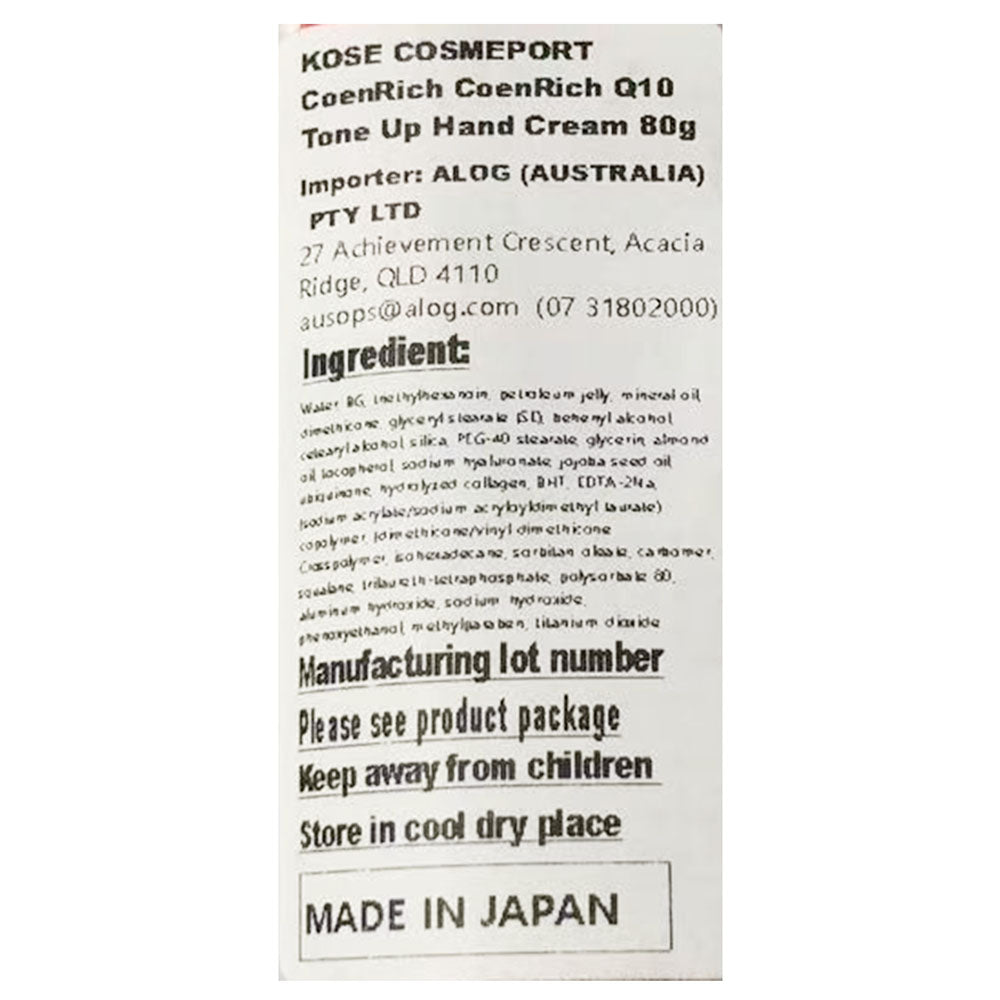 KOSE COSMEPORT
CoenRich CoenRich Q10
Tone Up Hand Cream 80g
Importer: ALOG (AUSTRALIA)
PTY LTD
27 Achievement Crescent, Acacia
Ridge, QLD 4110
ausops@alog.com (07 31802000)
Ingredient:
Water BG, petroleum jelly, mineral oil,
dimethicone, glyceryl stearate (SE), behenyl alcohol,
silica, PEG-40 stearate, glycerin, almond
oil, tocopherol, sodium hyaluronate, jojoba seed oil,
ubiquinone, hydrolyzed collagen, BHT, EDTA-2Na,
(sodium acrylate/sodium acryloyldimethyl taurate)
copolymer, (dimethicone/vinyl dimethicone
Crosspolymer, isohexadecane, sorbitan oleate, carbomer,
squalane, trilaureth-tetraphosphate, polysorbate 80,
aluminum hydroxide, sodium hydroxide,
phenoxyethanol, methylparaben, titanium dioxide
Manufacturing lot number
Please see product package
Keep away from children
Store in cool dry place
MADE IN JAPAN